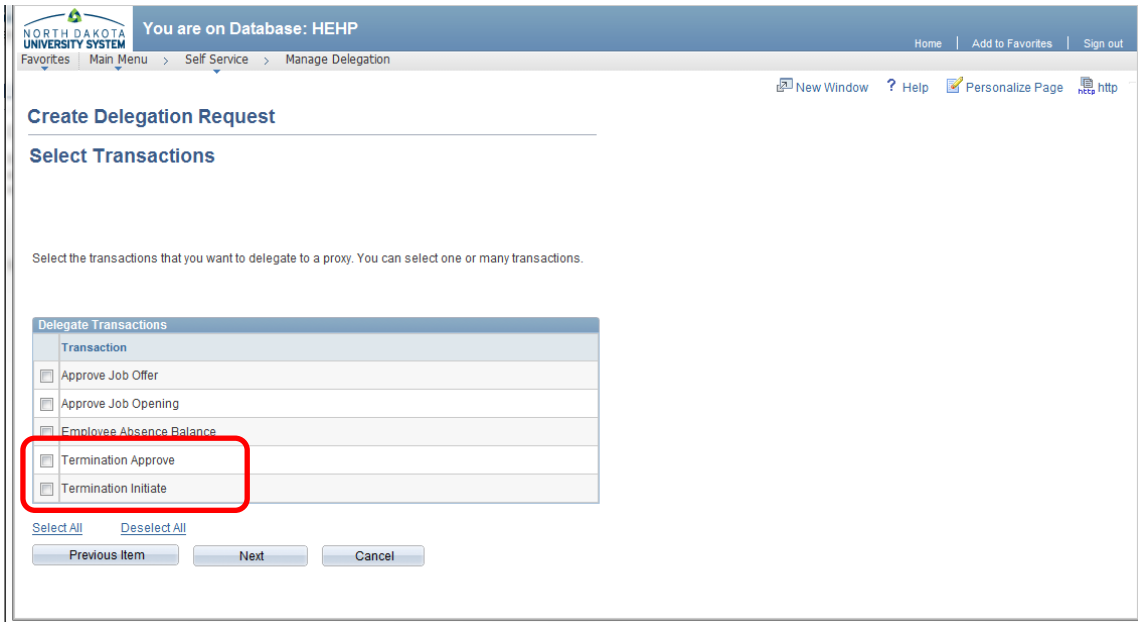 NORTH DAKOTA
UNIVERSITY SYSTEM
You are on Database: HEHP
Home | Add to Favorites | Sign out
Favorites | Main Menu > Self Service > Manage Delegation
New Window ? Help Personalize Page http http
Create Delegation Request
Select Transactions
Select the transactions that you want to delegate to a proxy. You can select one or many transactions.
Delegate Transactions
Transaction
Approve Job Offer
Approve Job Opening
Employee Absence Balance
Termination Approve
Termination Initiate
Select All Deselect All
Previous Item Next Cancel